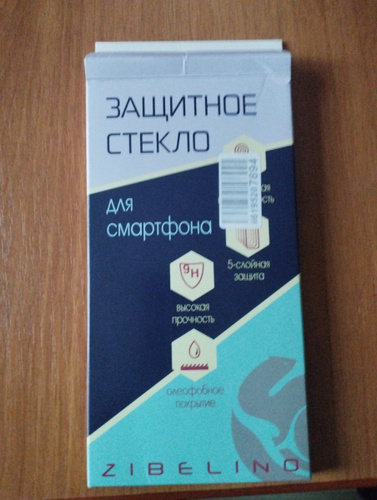 ЗАЩИТНОЕ
СТЕКЛО
для
смартфона
5-слойная
защита
9H
высокая
прочность
олеофобное
покрытие
ZIBELINO